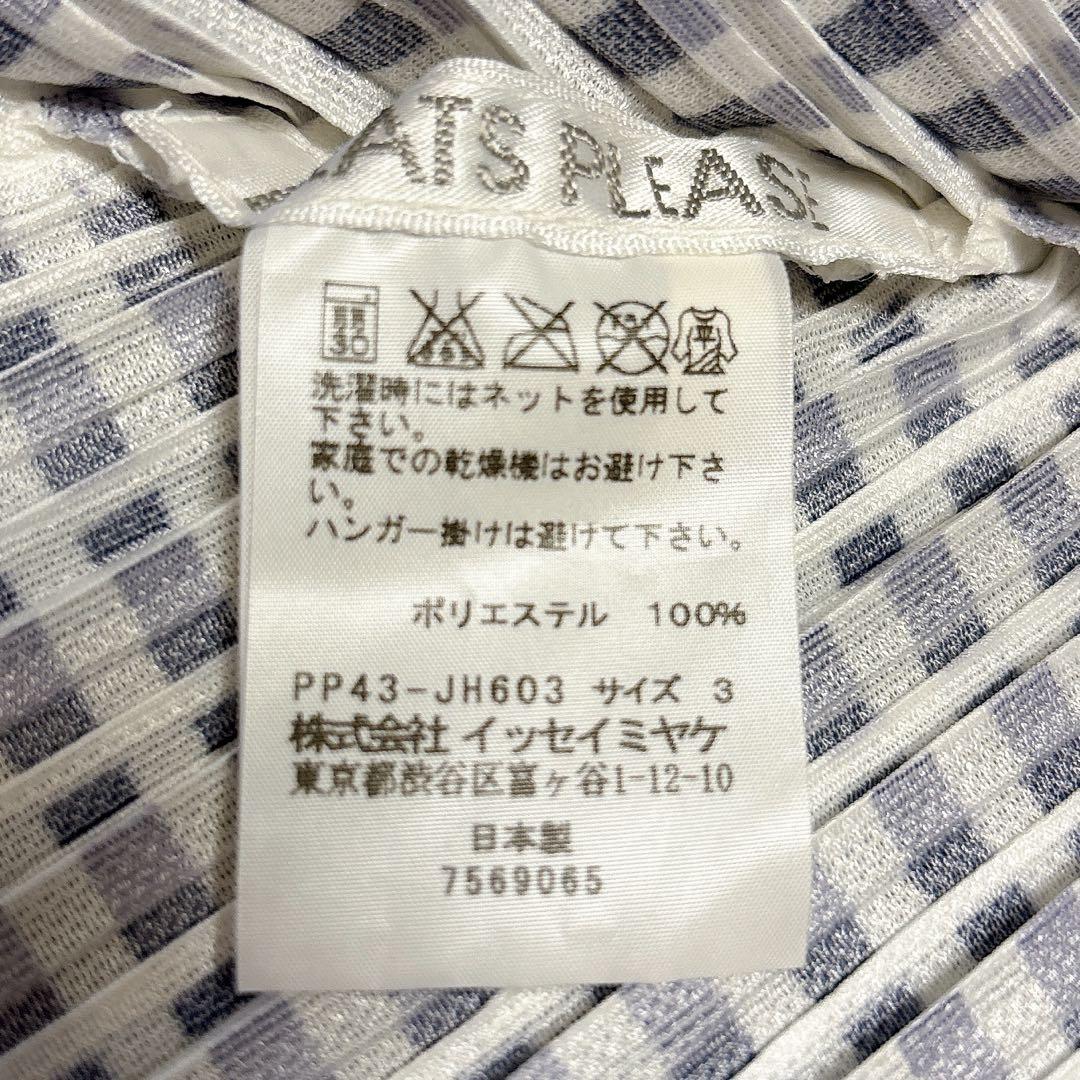 ATS PLEASE
30
平
洗濯時にはネットを使用して
下さい。
家庭での乾燥機はお避け下さ
い。
ハンガー掛けは避けて下さい。
ポリエステル 100%
PP43-JH603 サイズ 3
株式会社 イッセイミヤケ
東京都渋谷区富ヶ谷1-12-10
日本製
7569065